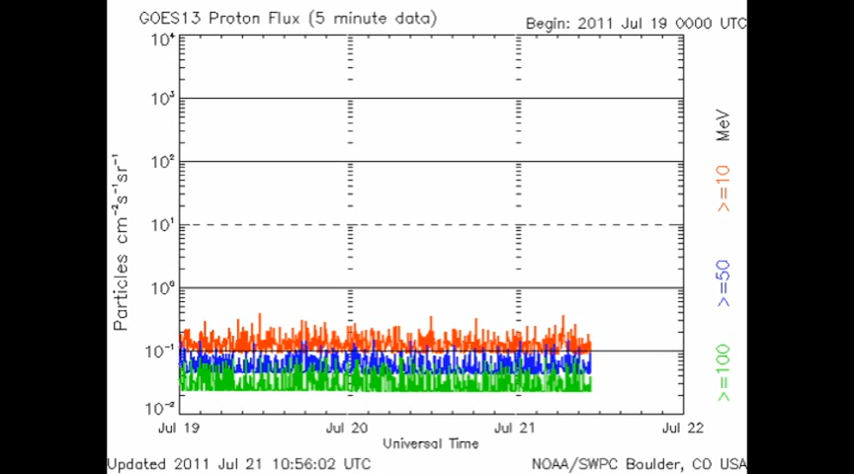 GOES13 Proton Flux (5 minute data)
Begin: 2011 Jul 19 0000 UTC
10⁴
10³
10²
10¹
10⁰
10⁻¹
10⁻²
Particles cm⁻²s⁻¹sr⁻¹
MeV
>=10
>=50
>=100
Jul 19
Jul 20
Jul 21
Jul 22
Universal Time
Updated 2011 Jul 21 10:56:02 UTC
NOAA/SWPC Boulder, CO USA